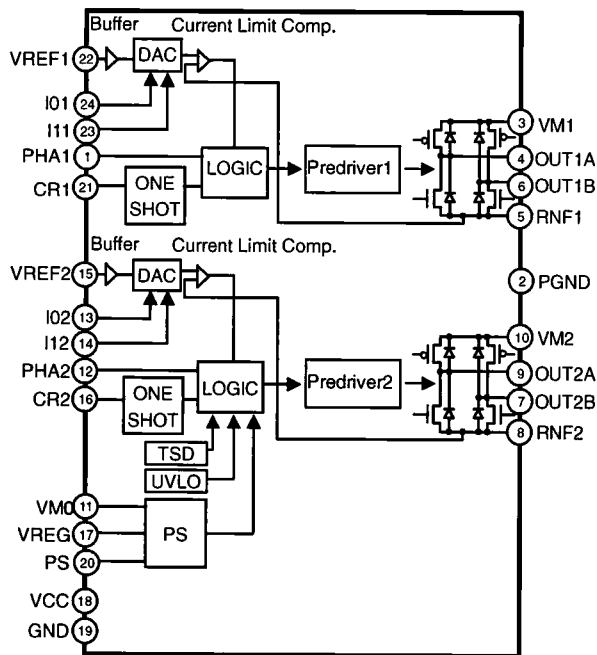 Buffer Current Limit Comp.
VREF1 22 DAC
I01 24
I11 23
PHA1 1
LOGIC Predriver1
CR1 21 ONE SHOT
3 VM1
4 OUT1A
6 OUT1B
5 RNF1
Buffer Current Limit Comp.
VREF2 15 DAC
2 PGND
I02 13
I12 14
PHA2 12
LOGIC Predriver2
CR2 16 ONE SHOT
10 VM2
9 OUT2A
7 OUT2B
8 RNF2
TSD
UVLO
VM0 11
VREG 17 PS
PS 20
VCC 18
GND 19